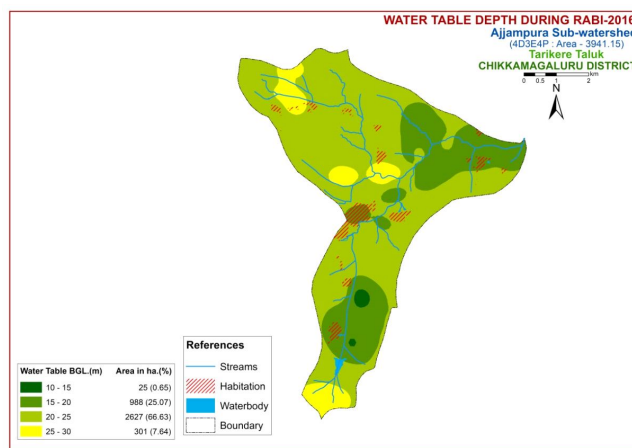 WATER TABLE DEPTH DURING RABI-2016
Ajjampura Sub-watershed
(4D3E4P : Area - 3941.15)
Tarikere Taluk
CHIKKAMAGALURU DISTRICT
0 0.5 1 2
km
N
References
Streams
Habitation
Waterbody
Boundary
Water Table BGL.(m) Area in ha.(%)
10 - 15 25 (0.65)
15 - 20 988 (25.07)
20 - 25 2627 (66.63)
25 - 30 301 (7.64)